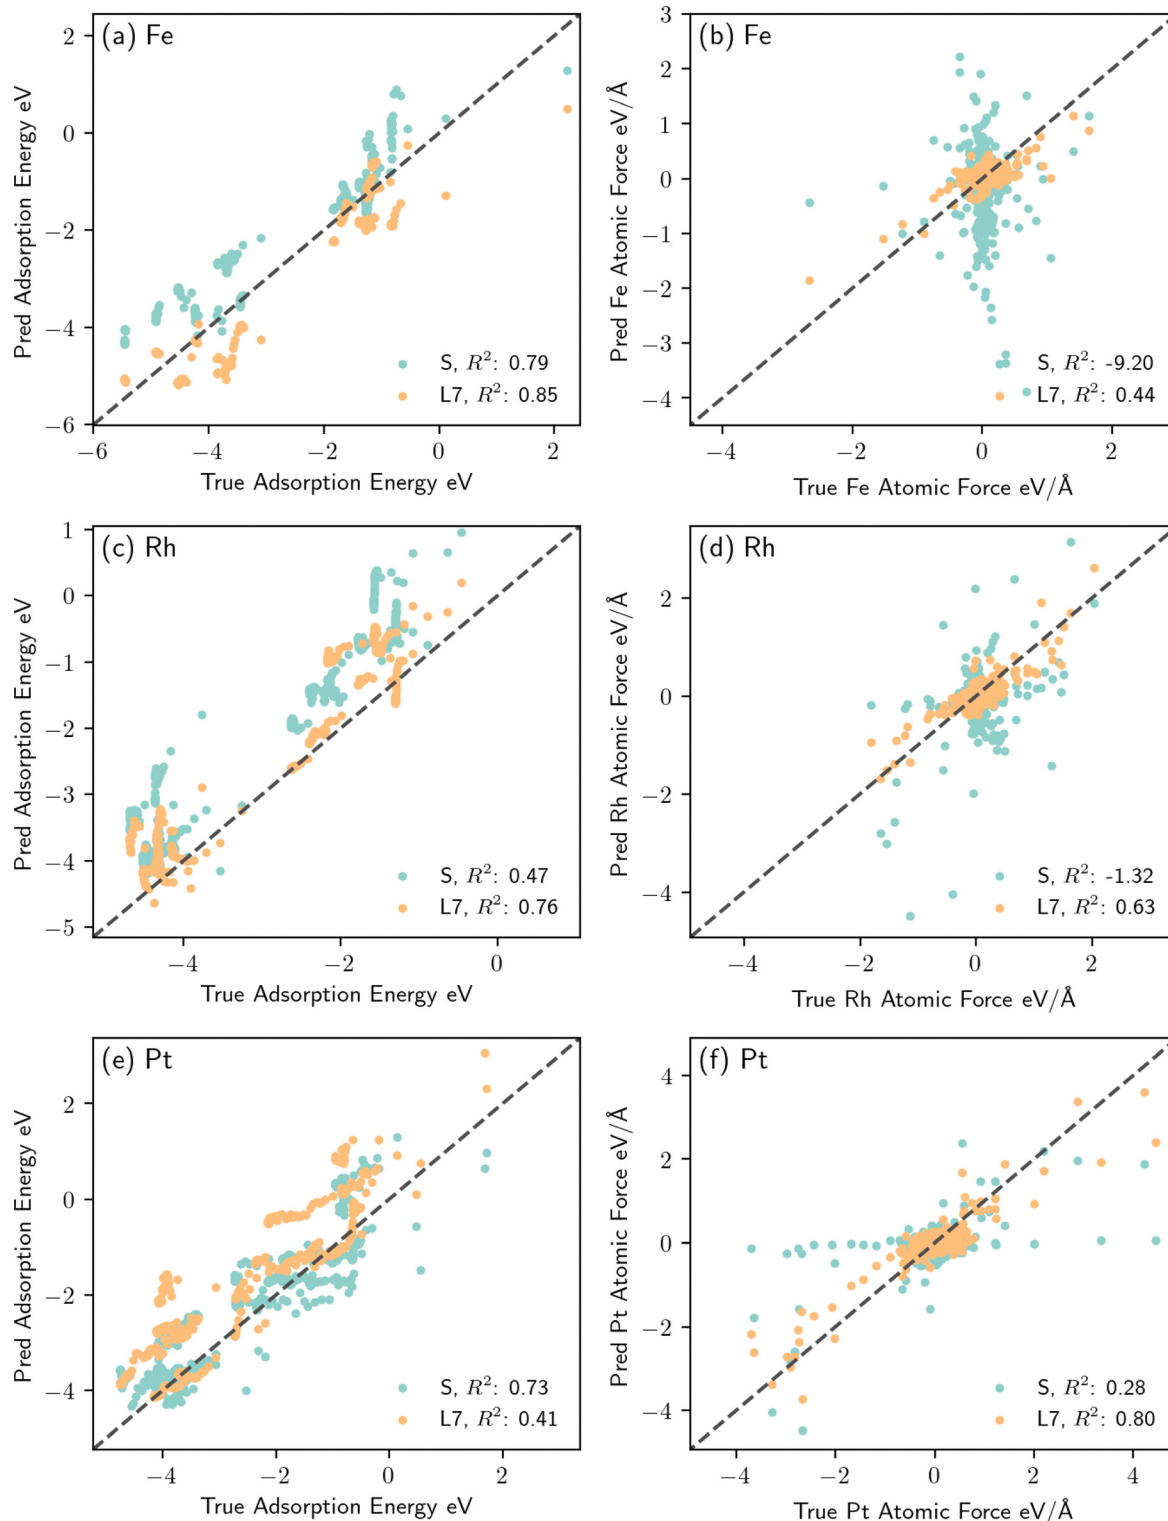 (a) Fe
2
0
−2
−4
−6
Pred Adsorption Energy eV
S, R²: 0.79
L7, R²: 0.85
−6 −4 −2 0 2
True Adsorption Energy eV
(b) Fe
3
2
1
0
−1
−2
−3
−4
Pred Fe Atomic Force eV/Å
S, R²: -9.20
L7, R²: 0.44
−4 −2 0 2
True Fe Atomic Force eV/Å
(c) Rh
1
0
−1
−2
−3
−4
−5
Pred Adsorption Energy eV
S, R²: 0.47
L7, R²: 0.76
−4 −2 0
True Adsorption Energy eV
(d) Rh
2
0
−2
−4
Pred Rh Atomic Force eV/Å
S, R²: -1.32
L7, R²: 0.63
−4 −2 0 2
True Rh Atomic Force eV/Å
(e) Pt
2
0
−2
−4
Pred Adsorption Energy eV
S, R²: 0.73
L7, R²: 0.41
−4 −2 0 2
True Adsorption Energy eV
(f) Pt
4
2
0
−2
−4
Pred Pt Atomic Force eV/Å
S, R²: 0.28
L7, R²: 0.80
−4 −2 0 2 4
True Pt Atomic Force eV/Å